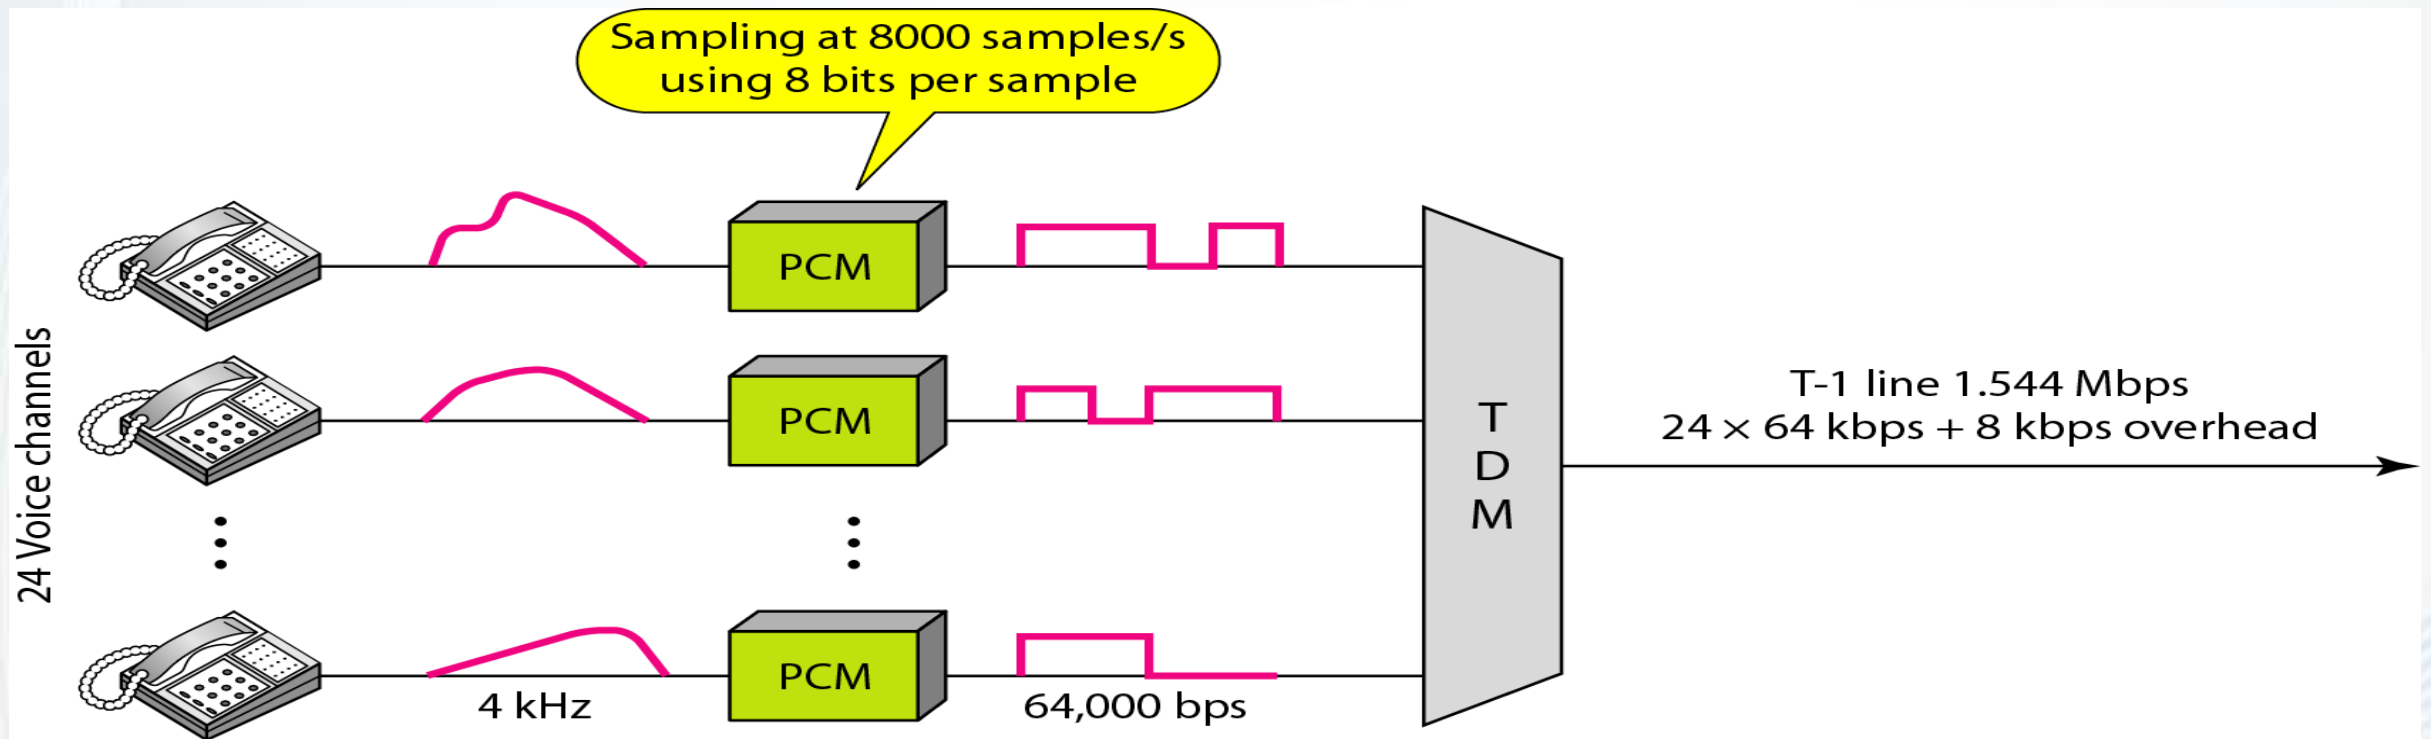 Sampling at 8000 samples/s
using 8 bits per sample
24 Voice channels
PCM
PCM
PCM
4 kHz
64,000 bps
T
D
M
T-1 line 1.544 Mbps
24 × 64 kbps + 8 kbps overhead